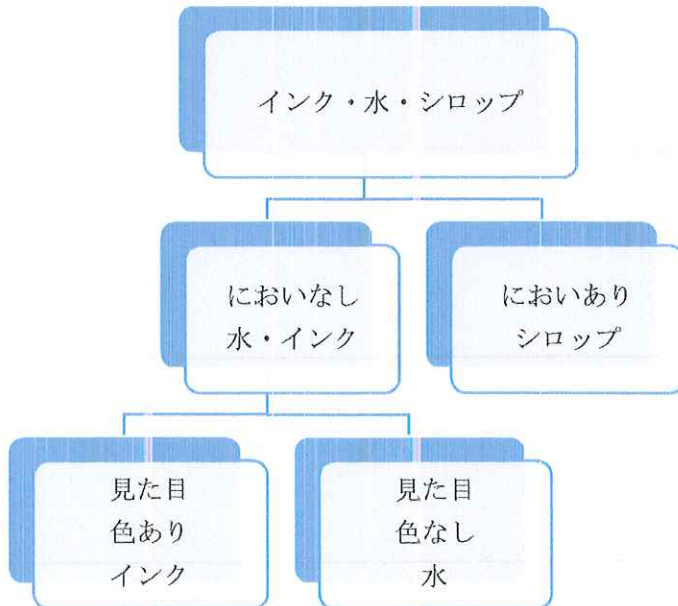 インク・水・シロップ
においなし
水・インク
においあり
シロップ
見た目
色あり
インク
見た目
色なし
水